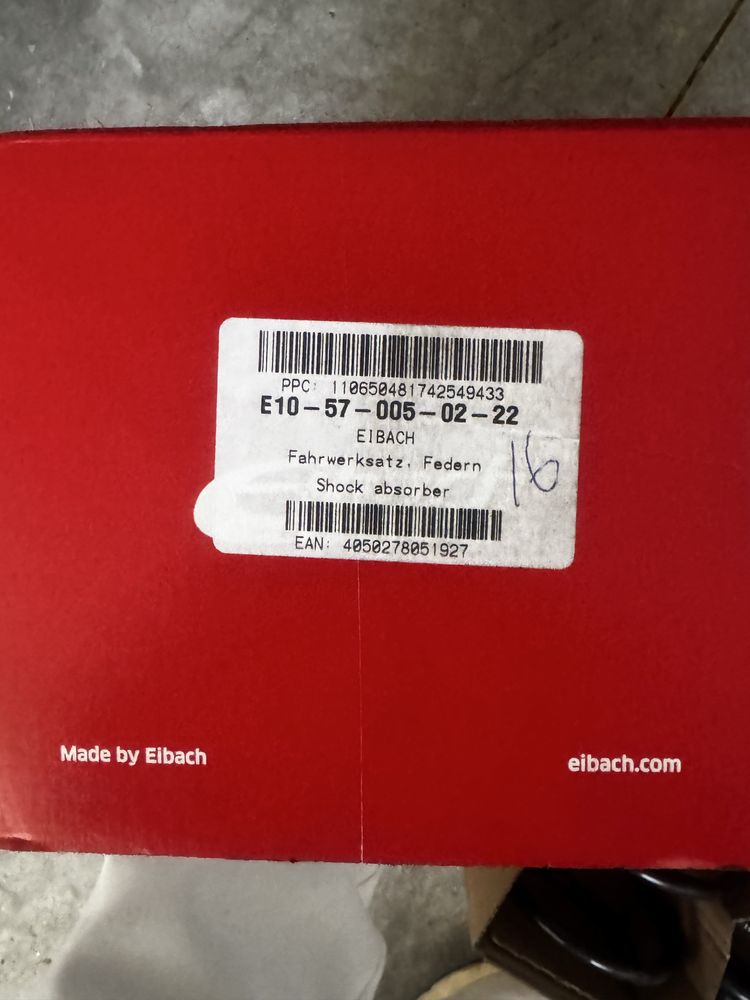 PPC: 110650481742549433
E10-57-005-02-22
EIBACH
Fahrwerksatz, Federn
Shock absorber
16
EAN: 4050278051927
Made by Eibach
eibach.com